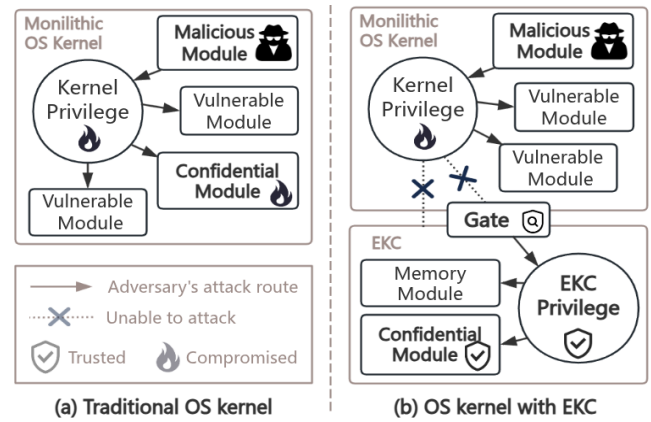 Monilithic
OS Kernel
Malicious
Module
Kernel
Privilege
Vulnerable
Module
Confidential
Module
Vulnerable
Module
Adversary's attack route
Unable to attack
Trusted
Compromised
(a) Traditional OS kernel
Monilithic
OS Kernel
Malicious
Module
Kernel
Privilege
Vulnerable
Module
Vulnerable
Module
Gate
EKC
Memory
Module
EKC
Privilege
Confidential
Module
(b) OS kernel with EKC